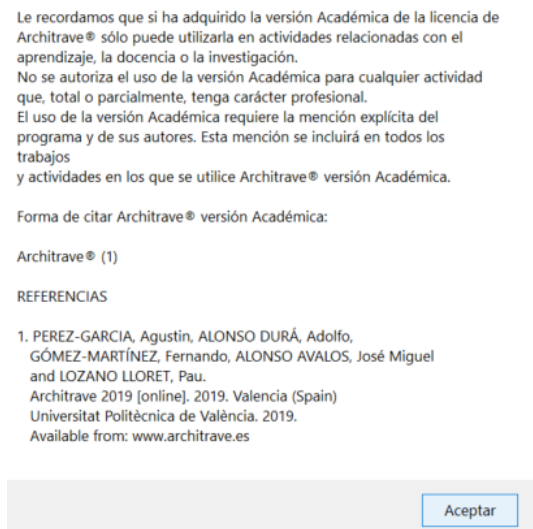 Le recordamos que si ha adquirido la versión Académica de la licencia de
Architrave® sólo puede utilizarla en actividades relacionadas con el
aprendizaje, la docencia o la investigación.
No se autoriza el uso de la versión Académica para cualquier actividad
que, total o parcialmente, tenga carácter profesional.
El uso de la versión Académica requiere la mención explícita del
programa y de sus autores. Esta mención se incluirá en todos los
trabajos
y actividades en los que se utilice Architrave® versión Académica.
Forma de citar Architrave® versión Académica:
Architrave® (1)
REFERENCIAS
1. PEREZ-GARCIA, Agustin, ALONSO DURÁ, Adolfo,
GÓMEZ-MARTÍNEZ, Fernando, ALONSO AVALOS, José Miguel
and LOZANO LLORET, Pau.
Architrave 2019 [online]. 2019. Valencia (Spain)
Universitat Politècnica de València. 2019.
Available from: www.architrave.es
Aceptar